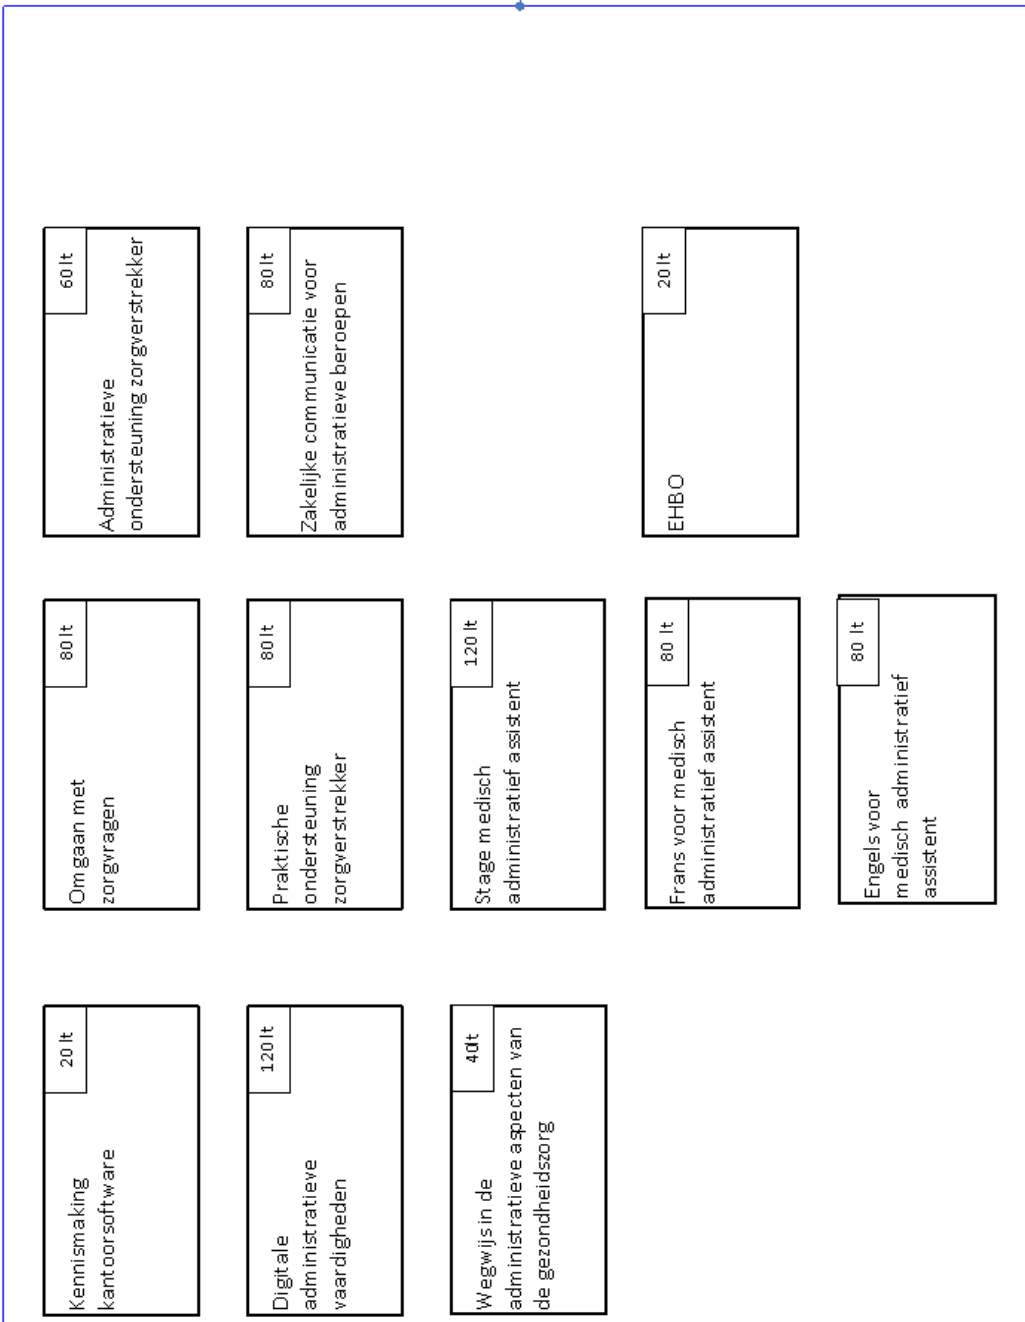 20 lt
Kennismaking
kantoorsoftware
80 lt
Omgaan met
zorgvragen
60 lt
Administratieve
ondersteuning zorgverstrekker
120 lt
Digitale
administratieve
vaardigheden
80 lt
Praktische
ondersteuning
zorgverstrekker
80 lt
Zakelijke communicatie voor
administratieve beroepen
40lt
Wegwijs in de
administratieve aspecten van
de gezondheidszorg
120 lt
Stage medisch
administratief assistent
80 lt
Frans voor medisch
administratief assistent
20 lt
EHBO
80 lt
Engels voor
medisch administratief
assistent